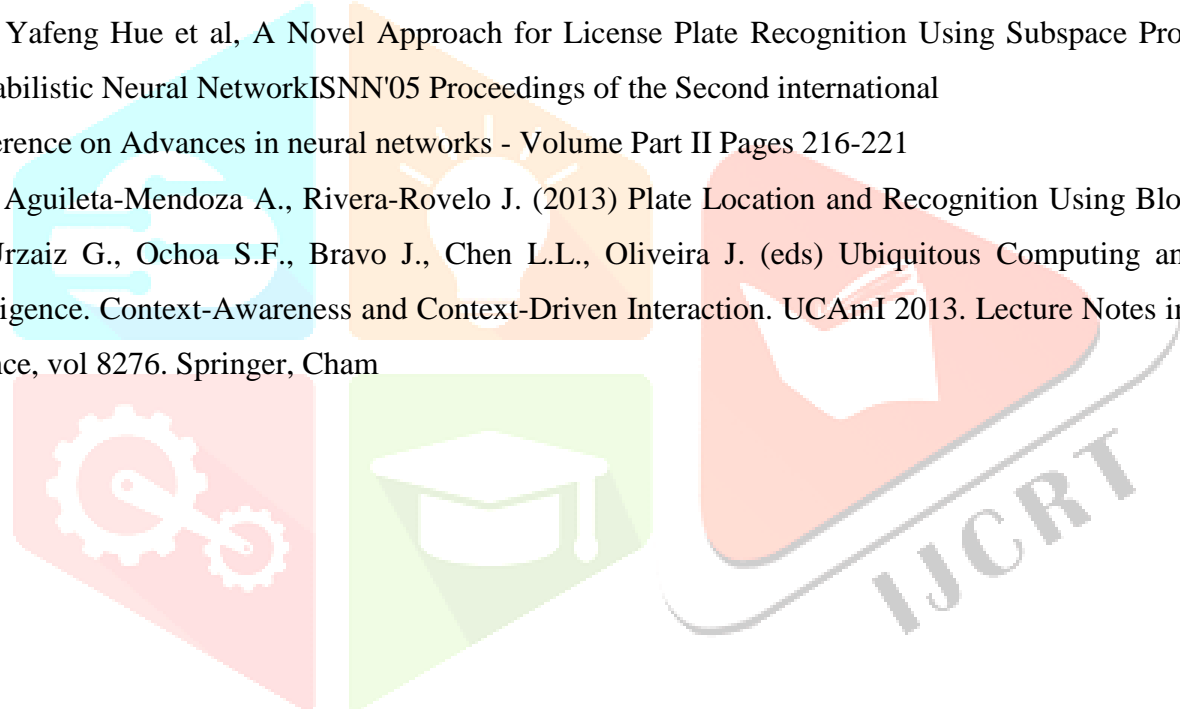 Yafeng Hue et al, A Novel Approach for License Plate Recognition Using Subspace Pro
abilistic Neural NetworkISNN'05 Proceedings of the Second international
erence on Advances in neural networks - Volume Part II Pages 216-221
Aguileta-Mendoza A., Rivera-Rovelo J. (2013) Plate Location and Recognition Using Blo
Urzaiz G., Ochoa S.F., Bravo J., Chen L.L., Oliveira J. (eds) Ubiquitous Computing an
igence. Context-Awareness and Context-Driven Interaction. UCAmI 2013. Lecture Notes in
nce, vol 8276. Springer, Cham
IJCRT